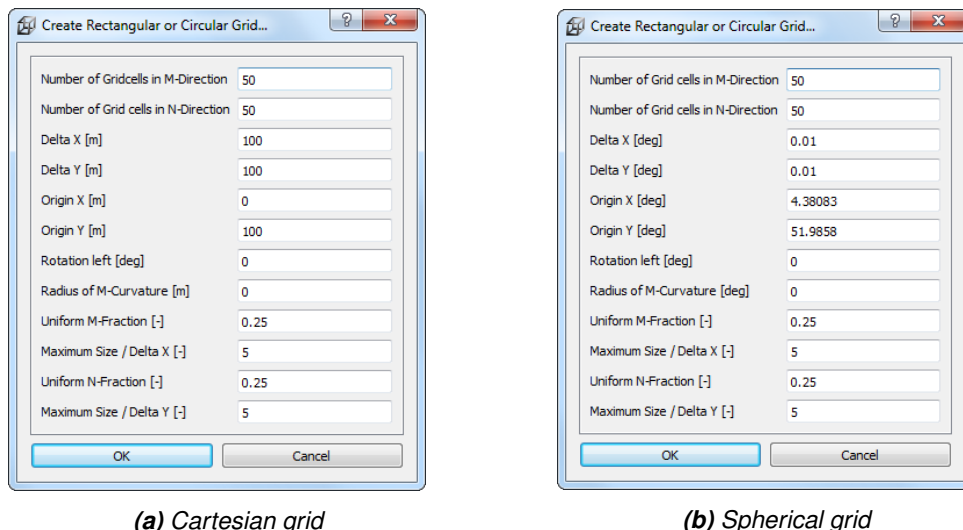 Create Rectangular or Circular Grid...
Number of Gridcells in M-Direction 50
Number of Grid cells in N-Direction 50
Delta X [m] 100
Delta Y [m] 100
Origin X [m] 0
Origin Y [m] 100
Rotation left [deg] 0
Radius of M-Curvature [m] 0
Uniform M-Fraction [-] 0.25
Maximum Size / Delta X [-] 5
Uniform N-Fraction [-] 0.25
Maximum Size / Delta Y [-] 5
OK Cancel
(a) Cartesian grid
Create Rectangular or Circular Grid...
Number of Grid cells in M-Direction 50
Number of Grid cells in N-Direction 50
Delta X [deg] 0.01
Delta Y [deg] 0.01
Origin X [deg] 4.38083
Origin Y [deg] 51.9858
Rotation left [deg] 0
Radius of M-Curvature [deg] 0
Uniform M-Fraction [-] 0.25
Maximum Size / Delta X [-] 5
Uniform N-Fraction [-] 0.25
Maximum Size / Delta Y [-] 5
OK Cancel
(b) Spherical grid